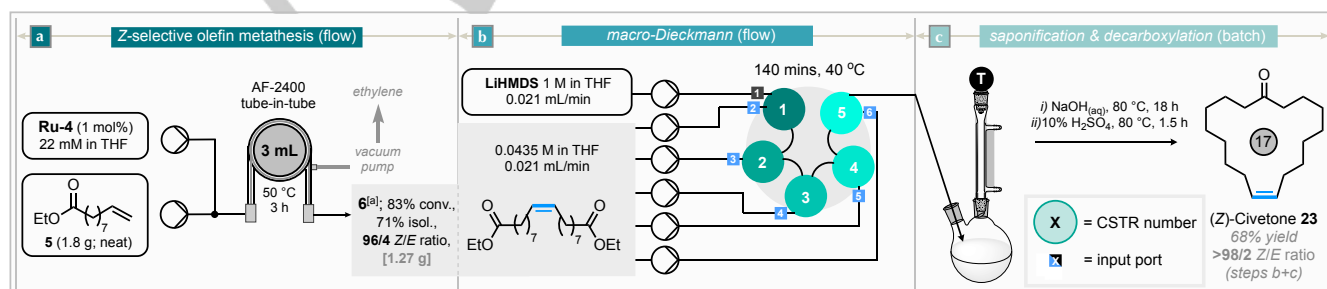 a
Z-selective olefin metathesis (flow)
Ru-4 (1 mol%)
22 mM in THF
O
EtO
7
5 (1.8 g; neat)
AF-2400
tube-in-tube
3 mL
50 °C
3 h
ethylene
vacuum
pump
6[a]; 83% conv.,
71% isol.,
96/4 Z/E ratio,
[1.27 g]
b
macro-Dieckmann (flow)
LiHMDS 1 M in THF
0.021 mL/min
0.0435 M in THF
0.021 mL/min
O
O
7
7
EtO
OEt
140 mins, 40 °C
1
2
3
4
5
6
1
2
3
4
5
c
saponification & decarboxylation (batch)
T
i) NaOH(aq), 80 °C, 18 h
ii)10% H2SO4, 80 °C, 1.5 h
X = CSTR number
x = input port
O
17
(Z)-Civetone 23
68% yield
>98/2 Z/E ratio
(steps b+c)